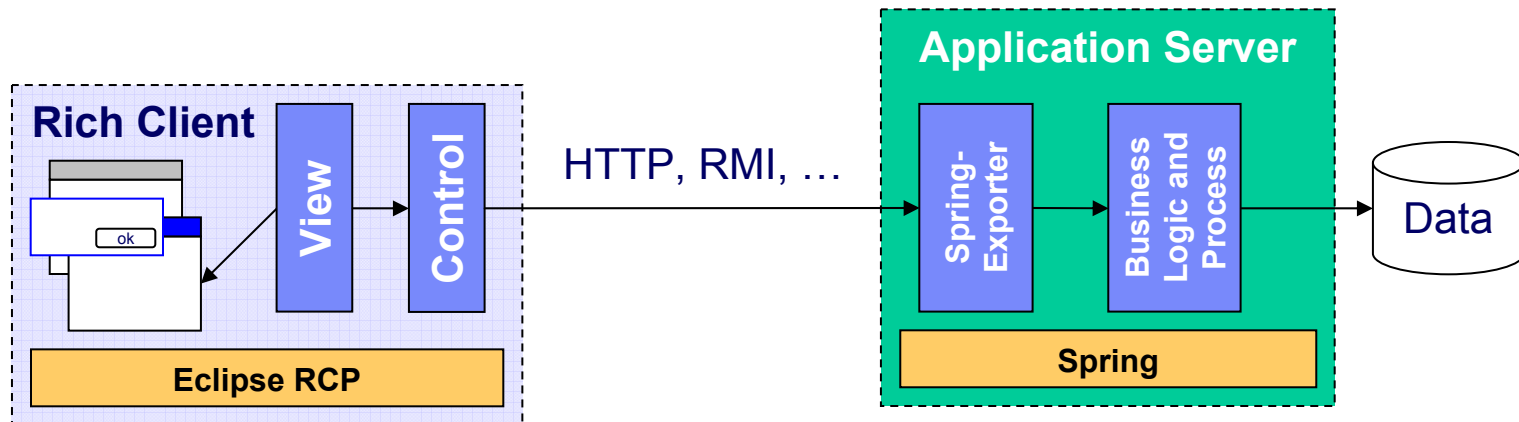 Rich Client
ok
View
Control
Eclipse RCP
HTTP, RMI, …
Application Server
Spring-
Exporter
Business
Logic and
Process
Spring
Data